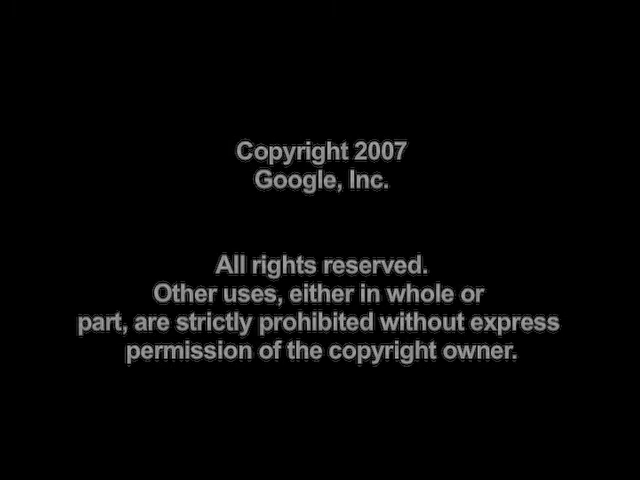 Copyright 2007
Google, Inc.
All rights reserved.
Other uses, either in whole or
part, are strictly prohibited without express
permission of the copyright owner.